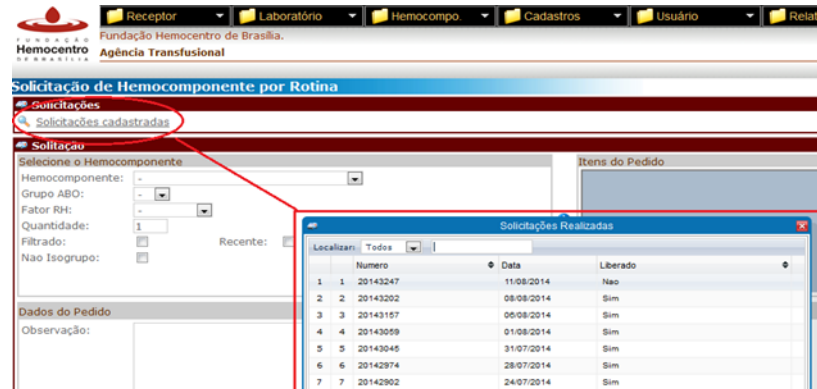 Receptor Laboratório Hemocompo. Cadastros Usuário Relat
FUNDAÇÃO
Hemocentro
DE BRASÍLIA
Fundação Hemocentro de Brasília.
Agência Transfusional
Solicitação de Hemocomponente por Rotina
Solicitações
Solicitacões cadastradas
Solitação
Selecione o Hemocomponente
Hemocomponente: -
Grupo ABO: -
Fator RH: -
Quantidade: 1
Filtrado: Recente:
Nao Isogrupo:
Itens do Pedido
Dados do Pedido
Observação:
Solicitações Realizadas
Localizar: Todos
Numero Data Liberado
1 1 20143247 11/08/2014 Nao
2 2 20143202 08/08/2014 Sim
3 3 20143157 06/08/2014 Sim
4 4 20143059 01/08/2014 Sim
5 5 20143045 31/07/2014 Sim
6 6 20142974 28/07/2014 Sim
7 7 20142902 24/07/2014 Sim